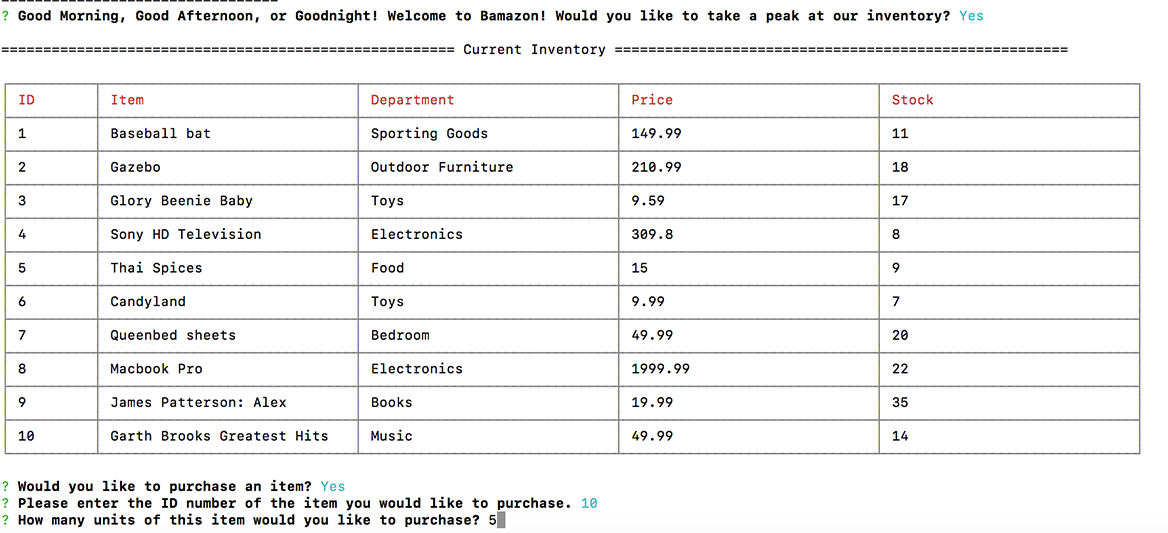 ? Good Morning, Good Afternoon, or Goodnight! Welcome to Bamazon! Would you like to take a peak at our inventory? Yes
====================================================== Current Inventory ======================================================
ID Item Department Price Stock
1 Baseball bat Sporting Goods 149.99 11
2 Gazebo Outdoor Furniture 210.99 18
3 Glory Beenie Baby Toys 9.59 17
4 Sony HD Television Electronics 309.8 8
5 Thai Spices Food 15 9
6 Candyland Toys 9.99 7
7 Queenbed sheets Bedroom 49.99 20
8 Macbook Pro Electronics 1999.99 22
9 James Patterson: Alex Books 19.99 35
10 Garth Brooks Greatest Hits Music 49.99 14
? Would you like to purchase an item? Yes
? Please enter the ID number of the item you would like to purchase. 10
? How many units of this item would you like to purchase? 5